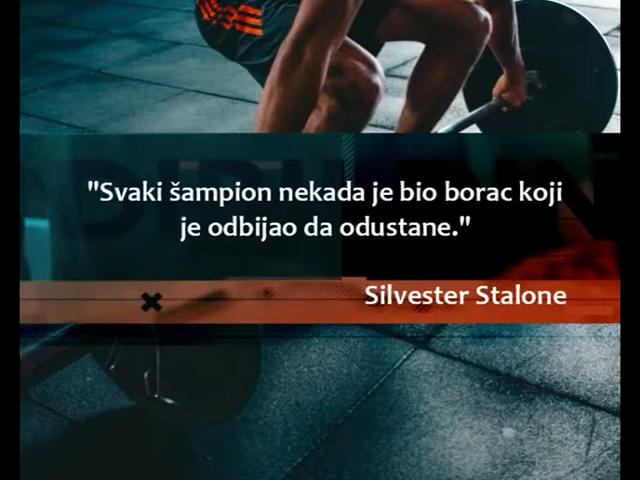 "Svaki šampion nekada je bio borac koji
je odbijao da odustane."
Silvester Stalone